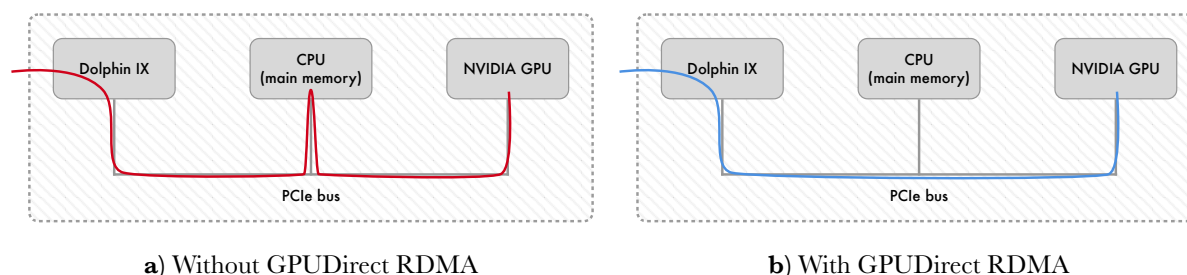 Dolphin IX
CPU
(main memory)
NVIDIA GPU
PCIe bus
a) Without GPUDirect RDMA
Dolphin IX
CPU
(main memory)
NVIDIA GPU
PCIe bus
b) With GPUDirect RDMA